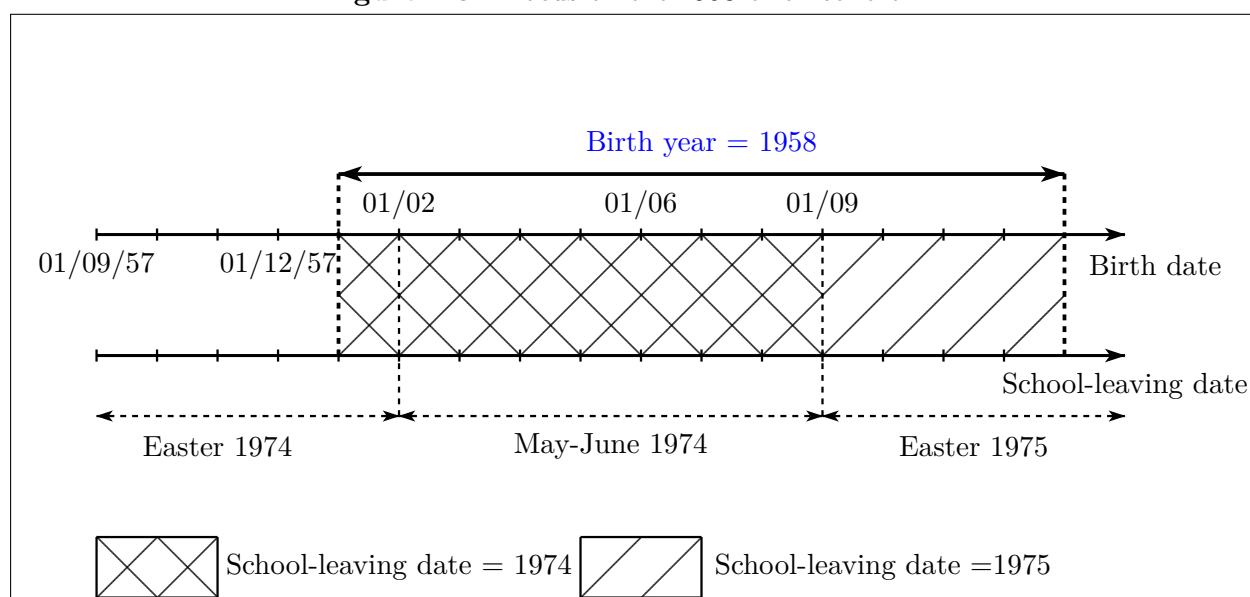 Birth year = 1958
01/02 01/06 01/09
01/09/57 01/12/57 Birth date
School-leaving date
Easter 1974 May-June 1974 Easter 1975
School-leaving date = 1974 School-leaving date =1975